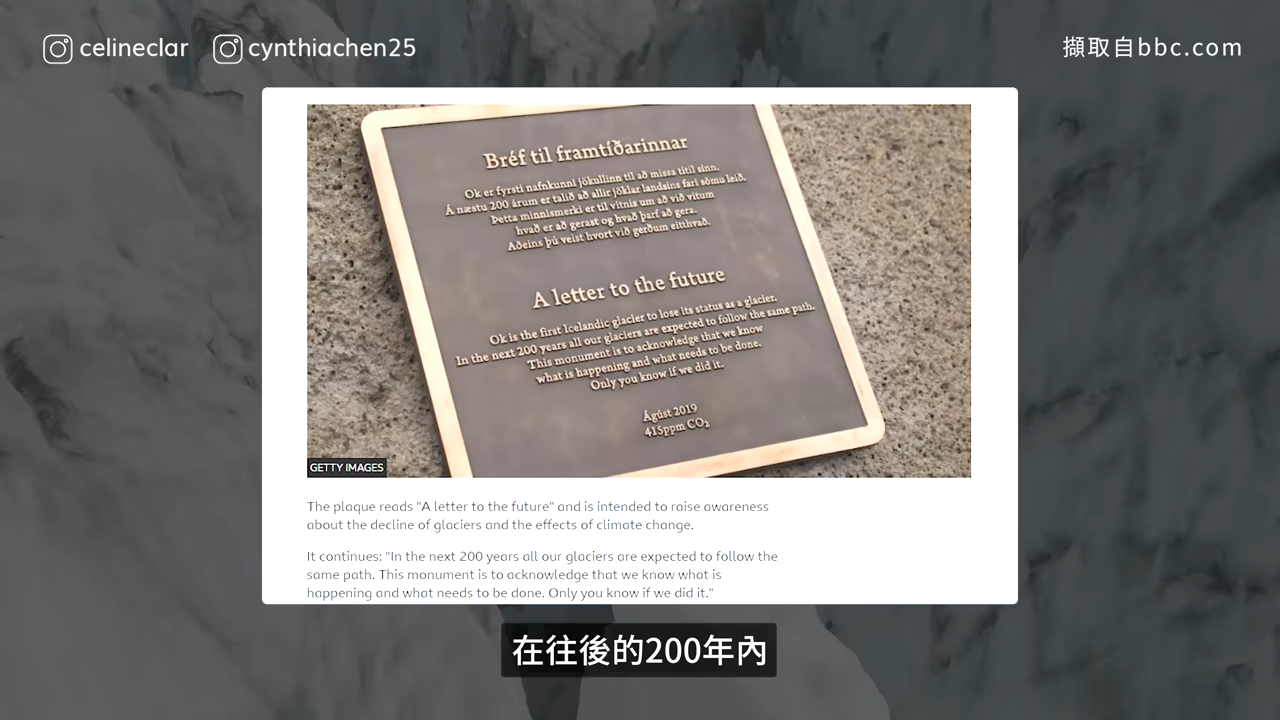 celineclar cynthiachen25
擷取自bbc.com
Bréf til framtíðarinnar
Ok er fyrsti nafnkunni jökullinn til að missa titil sinn.
Á næstu 200 árum er talið að allir jöklar landsins fari sömu leið.
Þetta minnismerki er til vitnis um að við vitum
hvað er að gerast og hvað þarf að gera.
Aðeins þú veist hvort við gerðum eitthvað.
A letter to the future
Ok is the first Icelandic glacier to lose its status as a glacier.
In the next 200 years all our glaciers are expected to follow the same path.
This monument is to acknowledge that we know
what is happening and what needs to be done.
Only you know if we did it.
Ágúst 2019
415ppm CO₂
GETTY IMAGES
The plaque reads "A letter to the future" and is intended to raise awareness
about the decline of glaciers and the effects of climate change.
It continues: "In the next 200 years all our glaciers are expected to follow the
same path. This monument is to acknowledge that we know what is
happening and what needs to be done. Only you know if we did it."
在往後的200年內